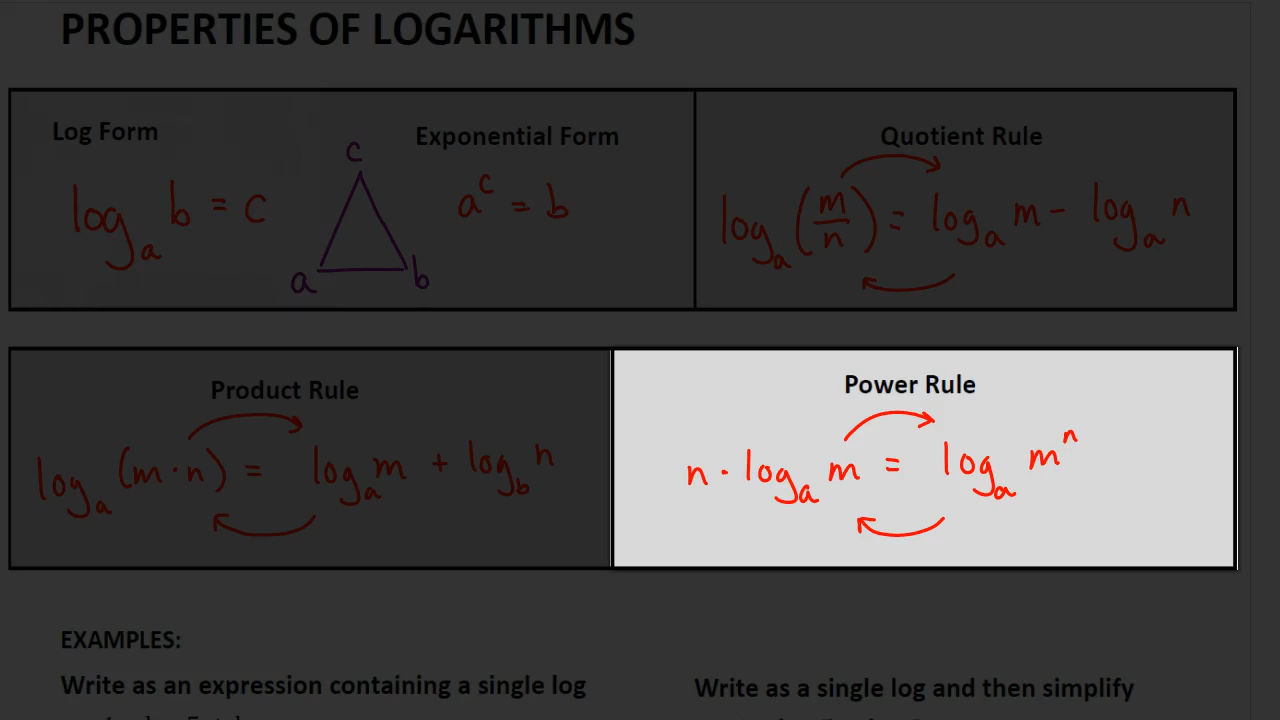 PROPERTIES OF LOGARITHMS
Log Form
Exponential Form
Quotient Rule
log_a b = c
c
a b
a^c = b
log_a (m/n) = log_a m - log_a n
Product Rule
Power Rule
log_a (m · n) = log_a m + log_b n
n · log_a m = log_a m^n
EXAMPLES:
Write as an expression containing a single log
Write as a single log and then simplify